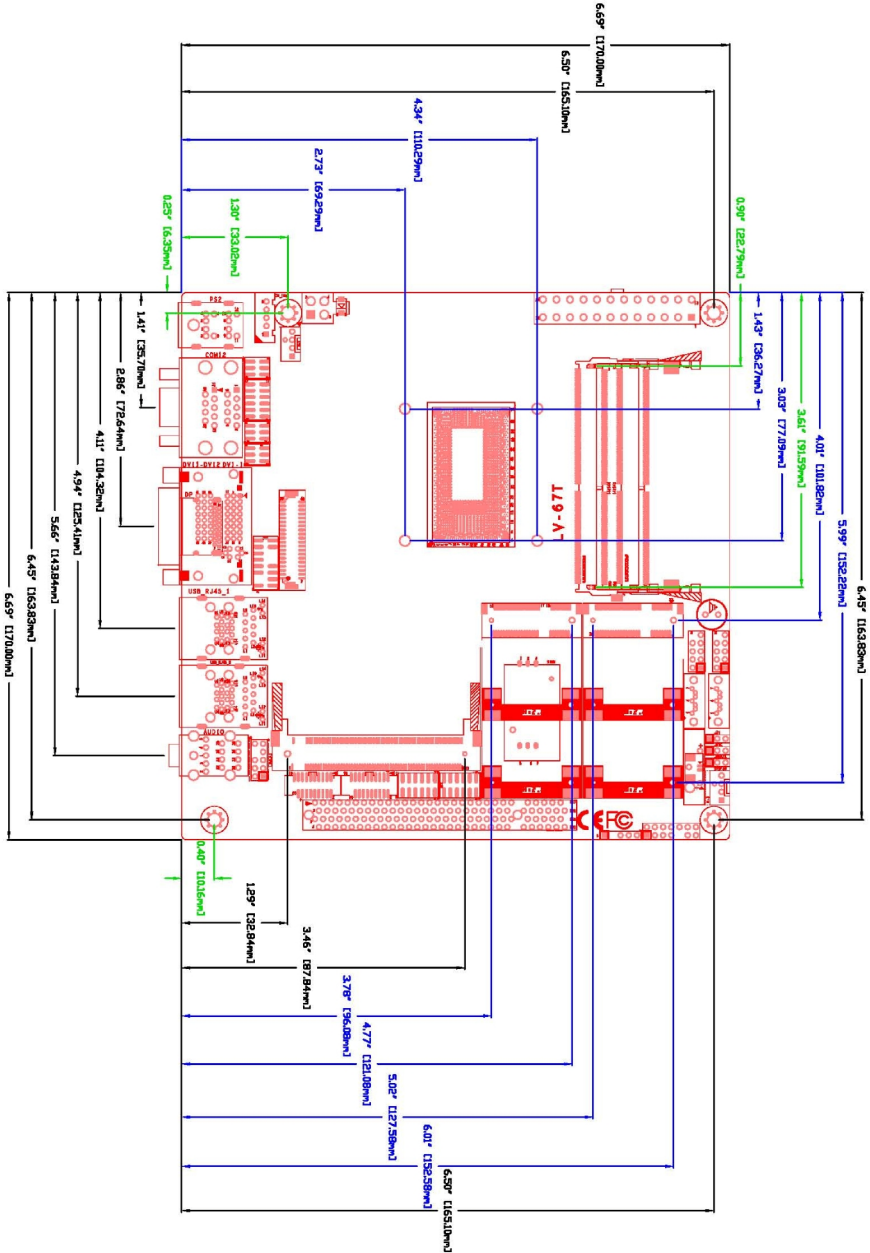 6.69" [170.00mm]
6.50" [165.10mm]
4.34" [110.29mm]
2.73" [69.29mm]
1.30" [33.02mm]
0.25" [6.35mm]
0.90" [22.79mm]
1.43" [36.27mm]
3.03" [77.09mm]
3.61" [91.59mm]
4.01" [101.82mm]
5.99" [152.22mm]
6.45" [163.83mm]
1.41" [35.70mm]
2.86" [72.64mm]
4.11" [104.32mm]
4.94" [125.41mm]
5.66" [143.84mm]
6.45" [163.83mm]
6.69" [170.00mm]
PS2
COM12
DVI1-DVI2 DVI-I
DP
USB_RJ45_1
AUDIO
LV-67T
CE FC
0.40" [10.16mm]
1.29" [32.84mm]
3.46" [87.84mm]
3.78" [96.08mm]
4.77" [121.08mm]
5.02" [127.58mm]
6.01" [152.58mm]
6.50" [165.10mm]